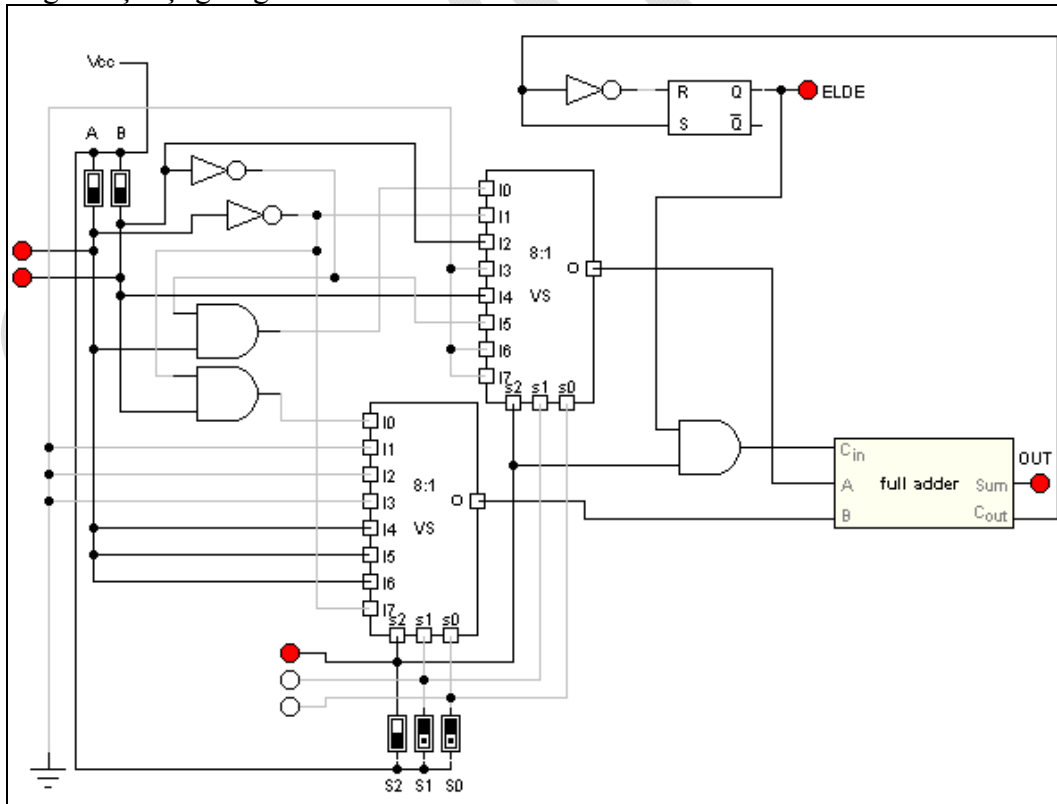 Vcc
A B
R Q
S Q̅
ELDE
I0
I1
I2
I3
I4
I5
I6
I7
8:1
VS
O
s2 s1 s0
I0
I1
I2
I3
I4
I5
I6
I7
8:1
VS
O
s2 s1 s0
Cin
A
B
full adder
Sum
Cout
OUT
S2 S1 S0